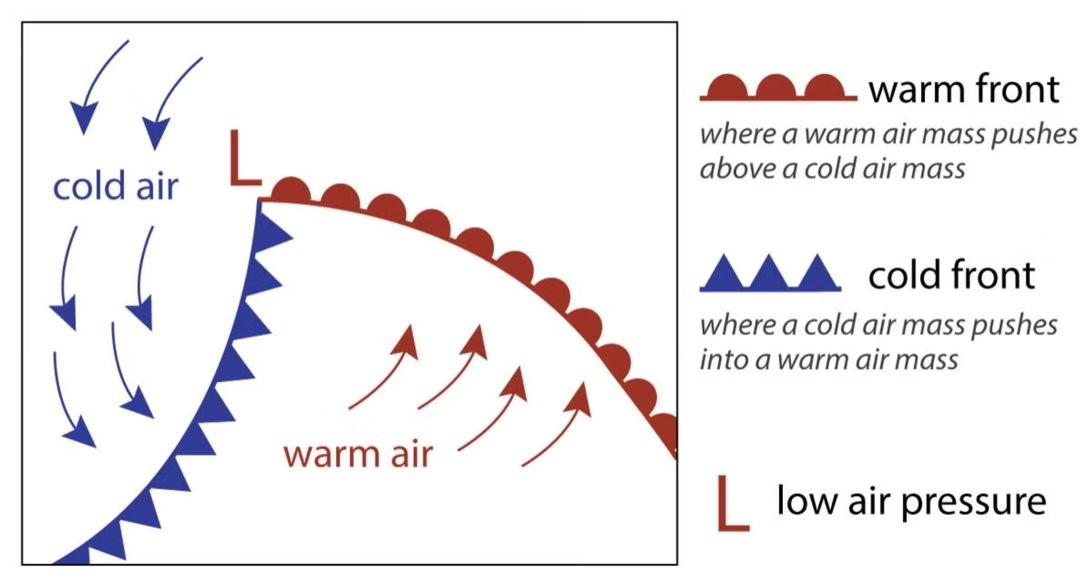 cold air
L
warm air
warm front
where a warm air mass pushes
above a cold air mass
cold front
where a cold air mass pushes
into a warm air mass
L low air pressure